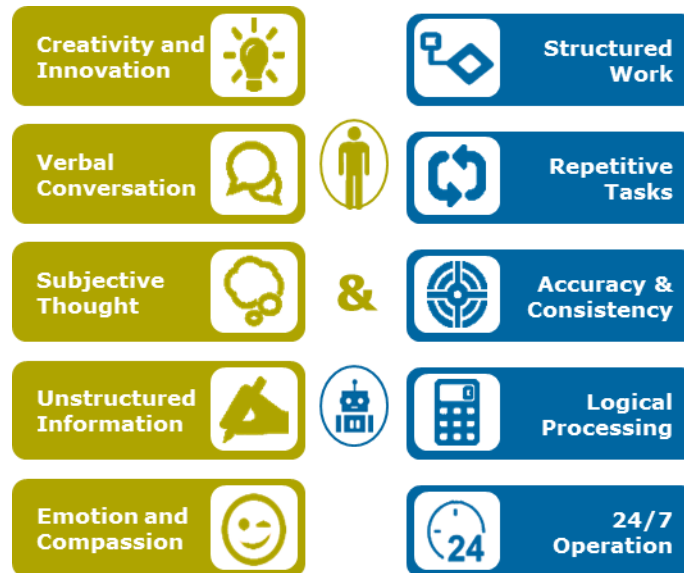 Creativity and
Innovation
Structured
Work
Verbal
Conversation
Repetitive
Tasks
Subjective
Thought
&
Accuracy &
Consistency
Unstructured
Information
Logical
Processing
Emotion and
Compassion
24
24/7
Operation